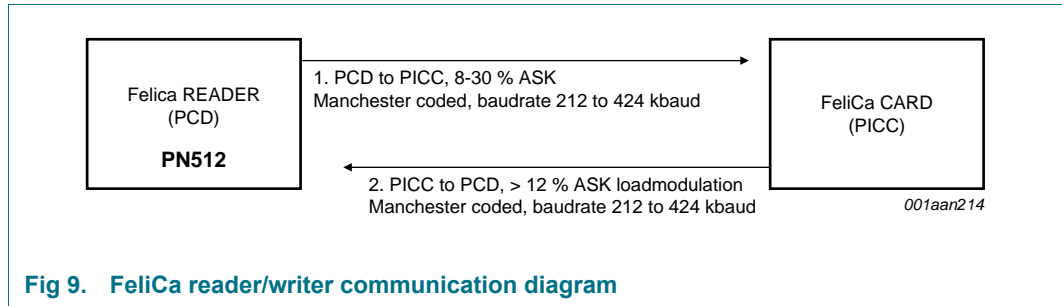 Felica READER
(PCD)
PN512
1. PCD to PICC, 8-30 % ASK
Manchester coded, baudrate 212 to 424 kbaud
2. PICC to PCD, > 12 % ASK loadmodulation
Manchester coded, baudrate 212 to 424 kbaud
FeliCa CARD
(PICC)
001aan214
Fig 9. FeliCa reader/writer communication diagram